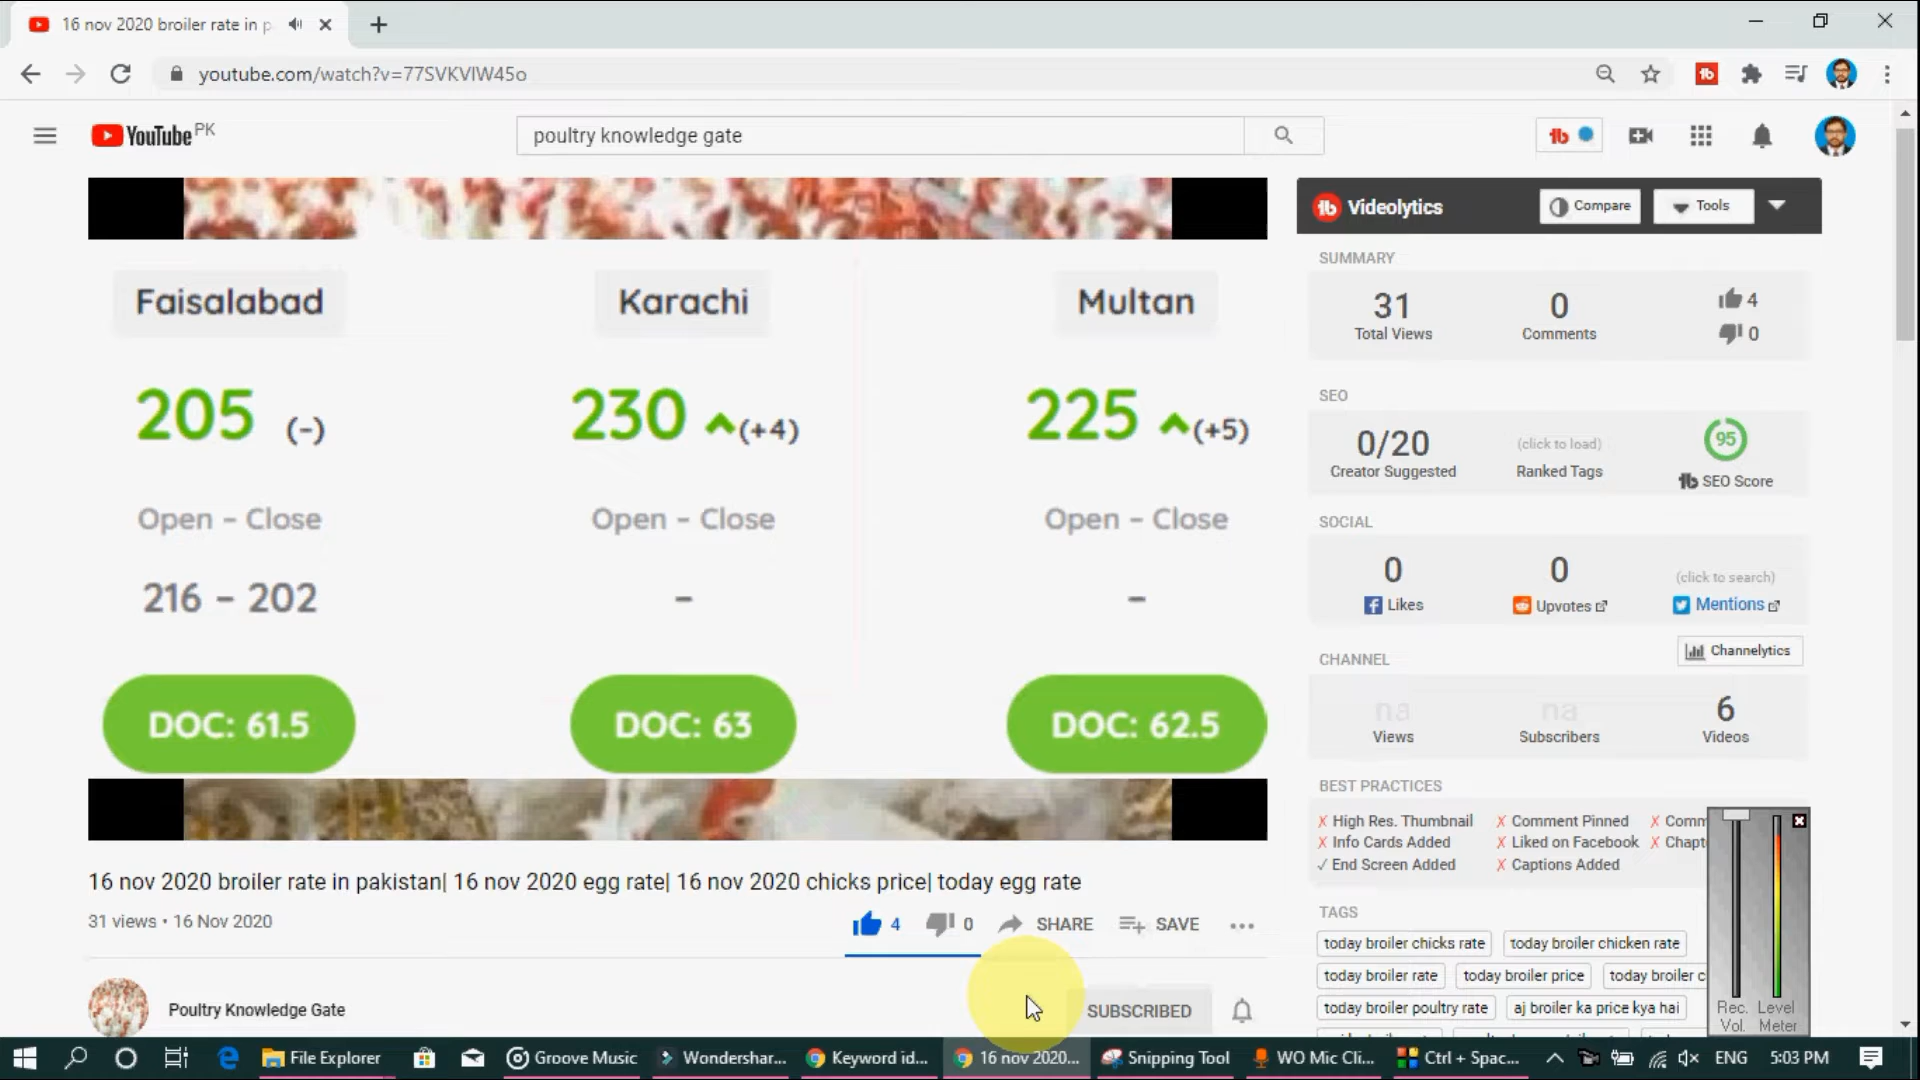 16 nov 2020 broiler rate in p
youtube.com/watch?v=77SVKVlW45o
YouTube PK
poultry knowledge gate
Faisalabad
Karachi
Multan
205 (-)
230 (+4)
225 (+5)
Open - Close
Open - Close
Open - Close
216 - 202
-
-
DOC: 61.5
DOC: 63
DOC: 62.5
16 nov 2020 broiler rate in pakistan| 16 nov 2020 egg rate| 16 nov 2020 chicks price| today egg rate
31 views • 16 Nov 2020
4
0
SHARE
SAVE
Poultry Knowledge Gate
SUBSCRIBED
Videolytics
Compare
Tools
SUMMARY
31
Total Views
0
Comments
4
0
SEO
0/20
Creator Suggested
(click to load)
Ranked Tags
95
SEO Score
SOCIAL
0
Likes
0
Upvotes
(click to search)
Mentions
CHANNEL
Channelytics
na
Views
na
Subscribers
6
Videos
BEST PRACTICES
✗ High Res. Thumbnail
✗ Comment Pinned
✗ Comm
✗ Info Cards Added
✗ Liked on Facebook
✗ Chapt
✓ End Screen Added
✗ Captions Added
TAGS
today broiler chicks rate
today broiler chicken rate
today broiler rate
today broiler price
today broiler c
today broiler poultry rate
aj broiler ka price kya hai
Rec. Vol.
Level Meter
File Explorer
Groove Music
Wondershar...
Keyword id...
16 nov 2020...
Snipping Tool
WO Mic Cli...
Ctrl + Spac...
ENG
5:03 PM